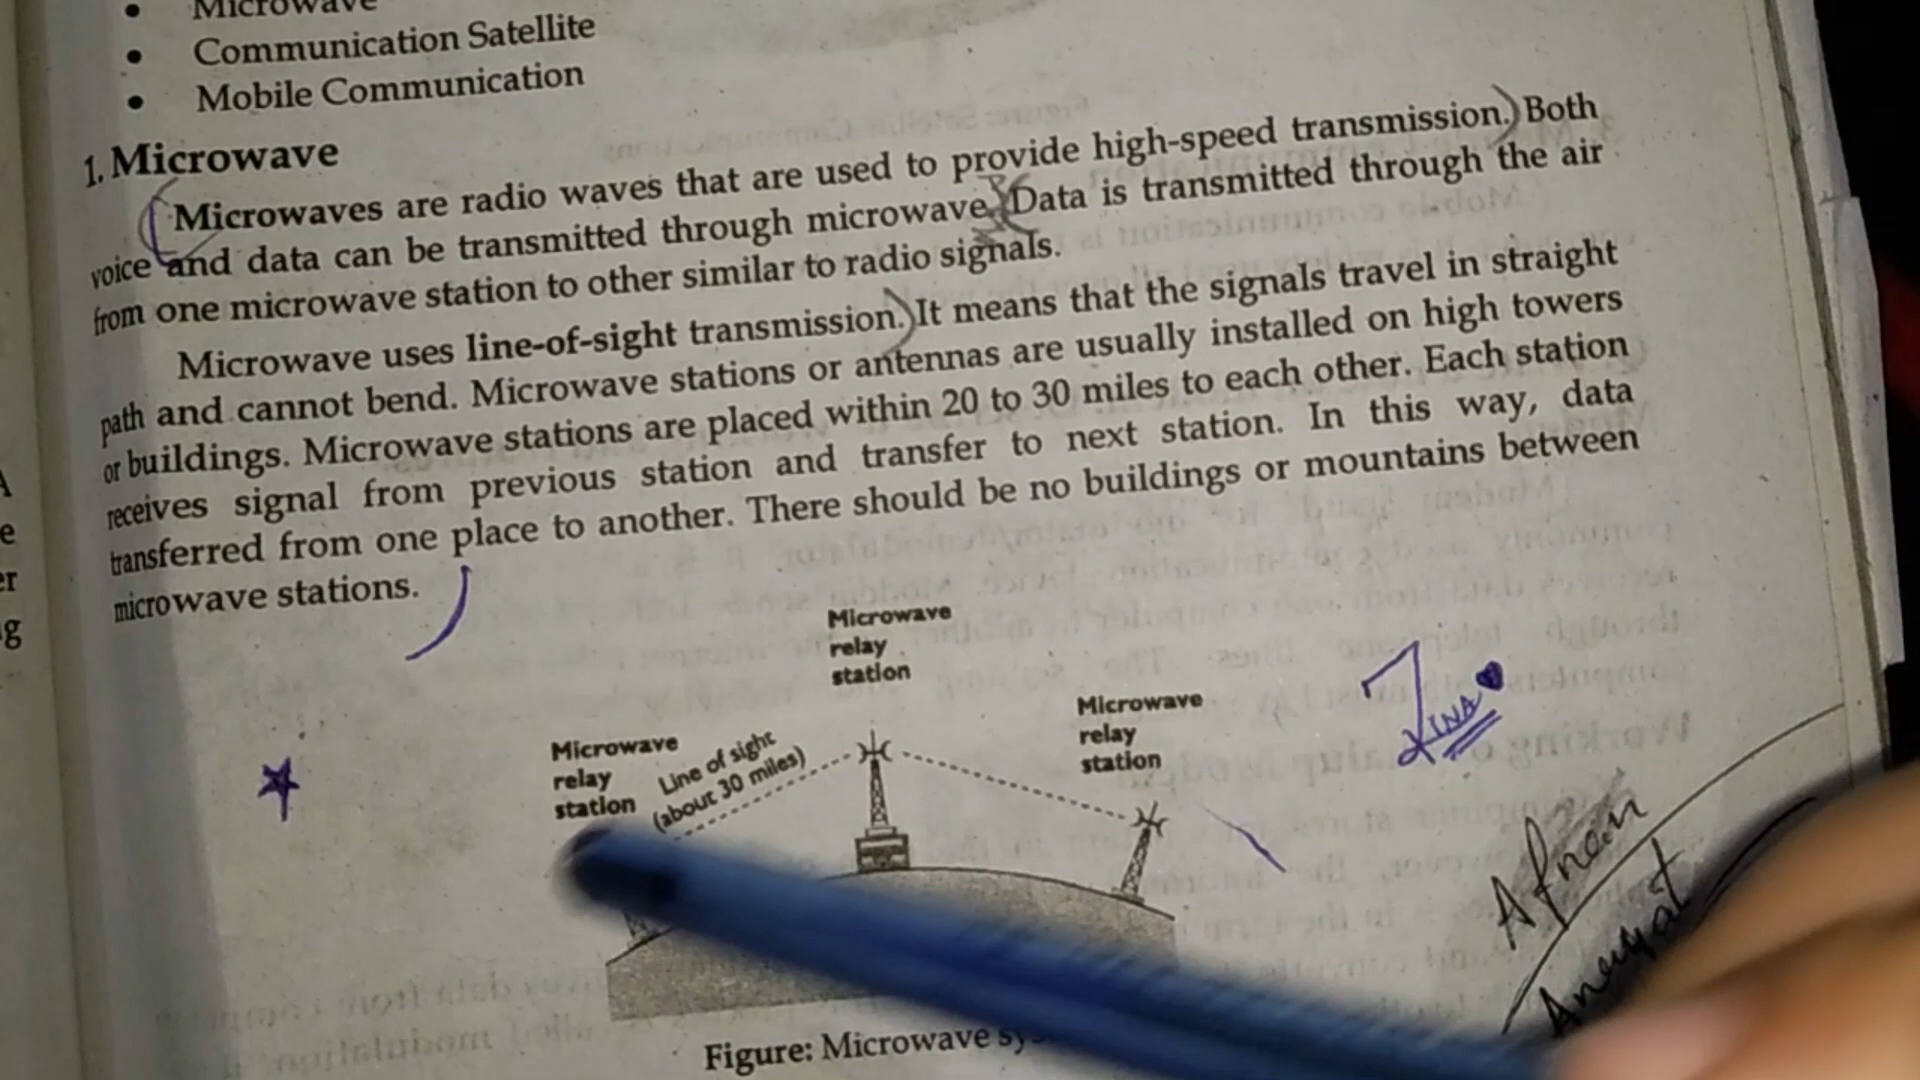 • Microwave
• Communication Satellite
• Mobile Communication
1. Microwave
Microwaves are radio waves that are used to provide high-speed transmission. Both
voice and data can be transmitted through microwave. Data is transmitted through the air
from one microwave station to other similar to radio signals.
Microwave uses line-of-sight transmission. It means that the signals travel in straight
path and cannot bend. Microwave stations or antennas are usually installed on high towers
or buildings. Microwave stations are placed within 20 to 30 miles to each other. Each station
receives signal from previous station and transfer to next station. In this way, data
transferred from one place to another. There should be no buildings or mountains between
microwave stations.
Microwave
relay
station
Microwave
relay
station
Microwave
relay
station
Line of sight
(about 30 miles)
Figure: Microwave
Afnan